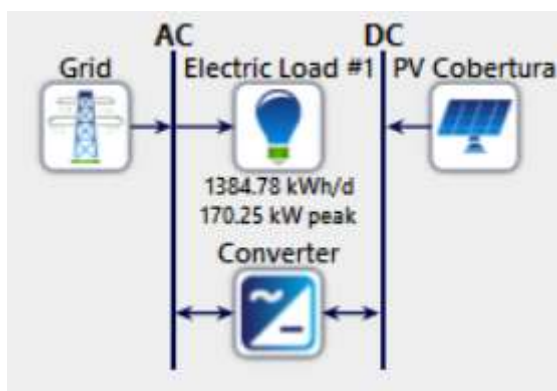 AC DC
Grid Electric Load #1 PV Cobertura
1384.78 kWh/d
170.25 kW peak
Converter